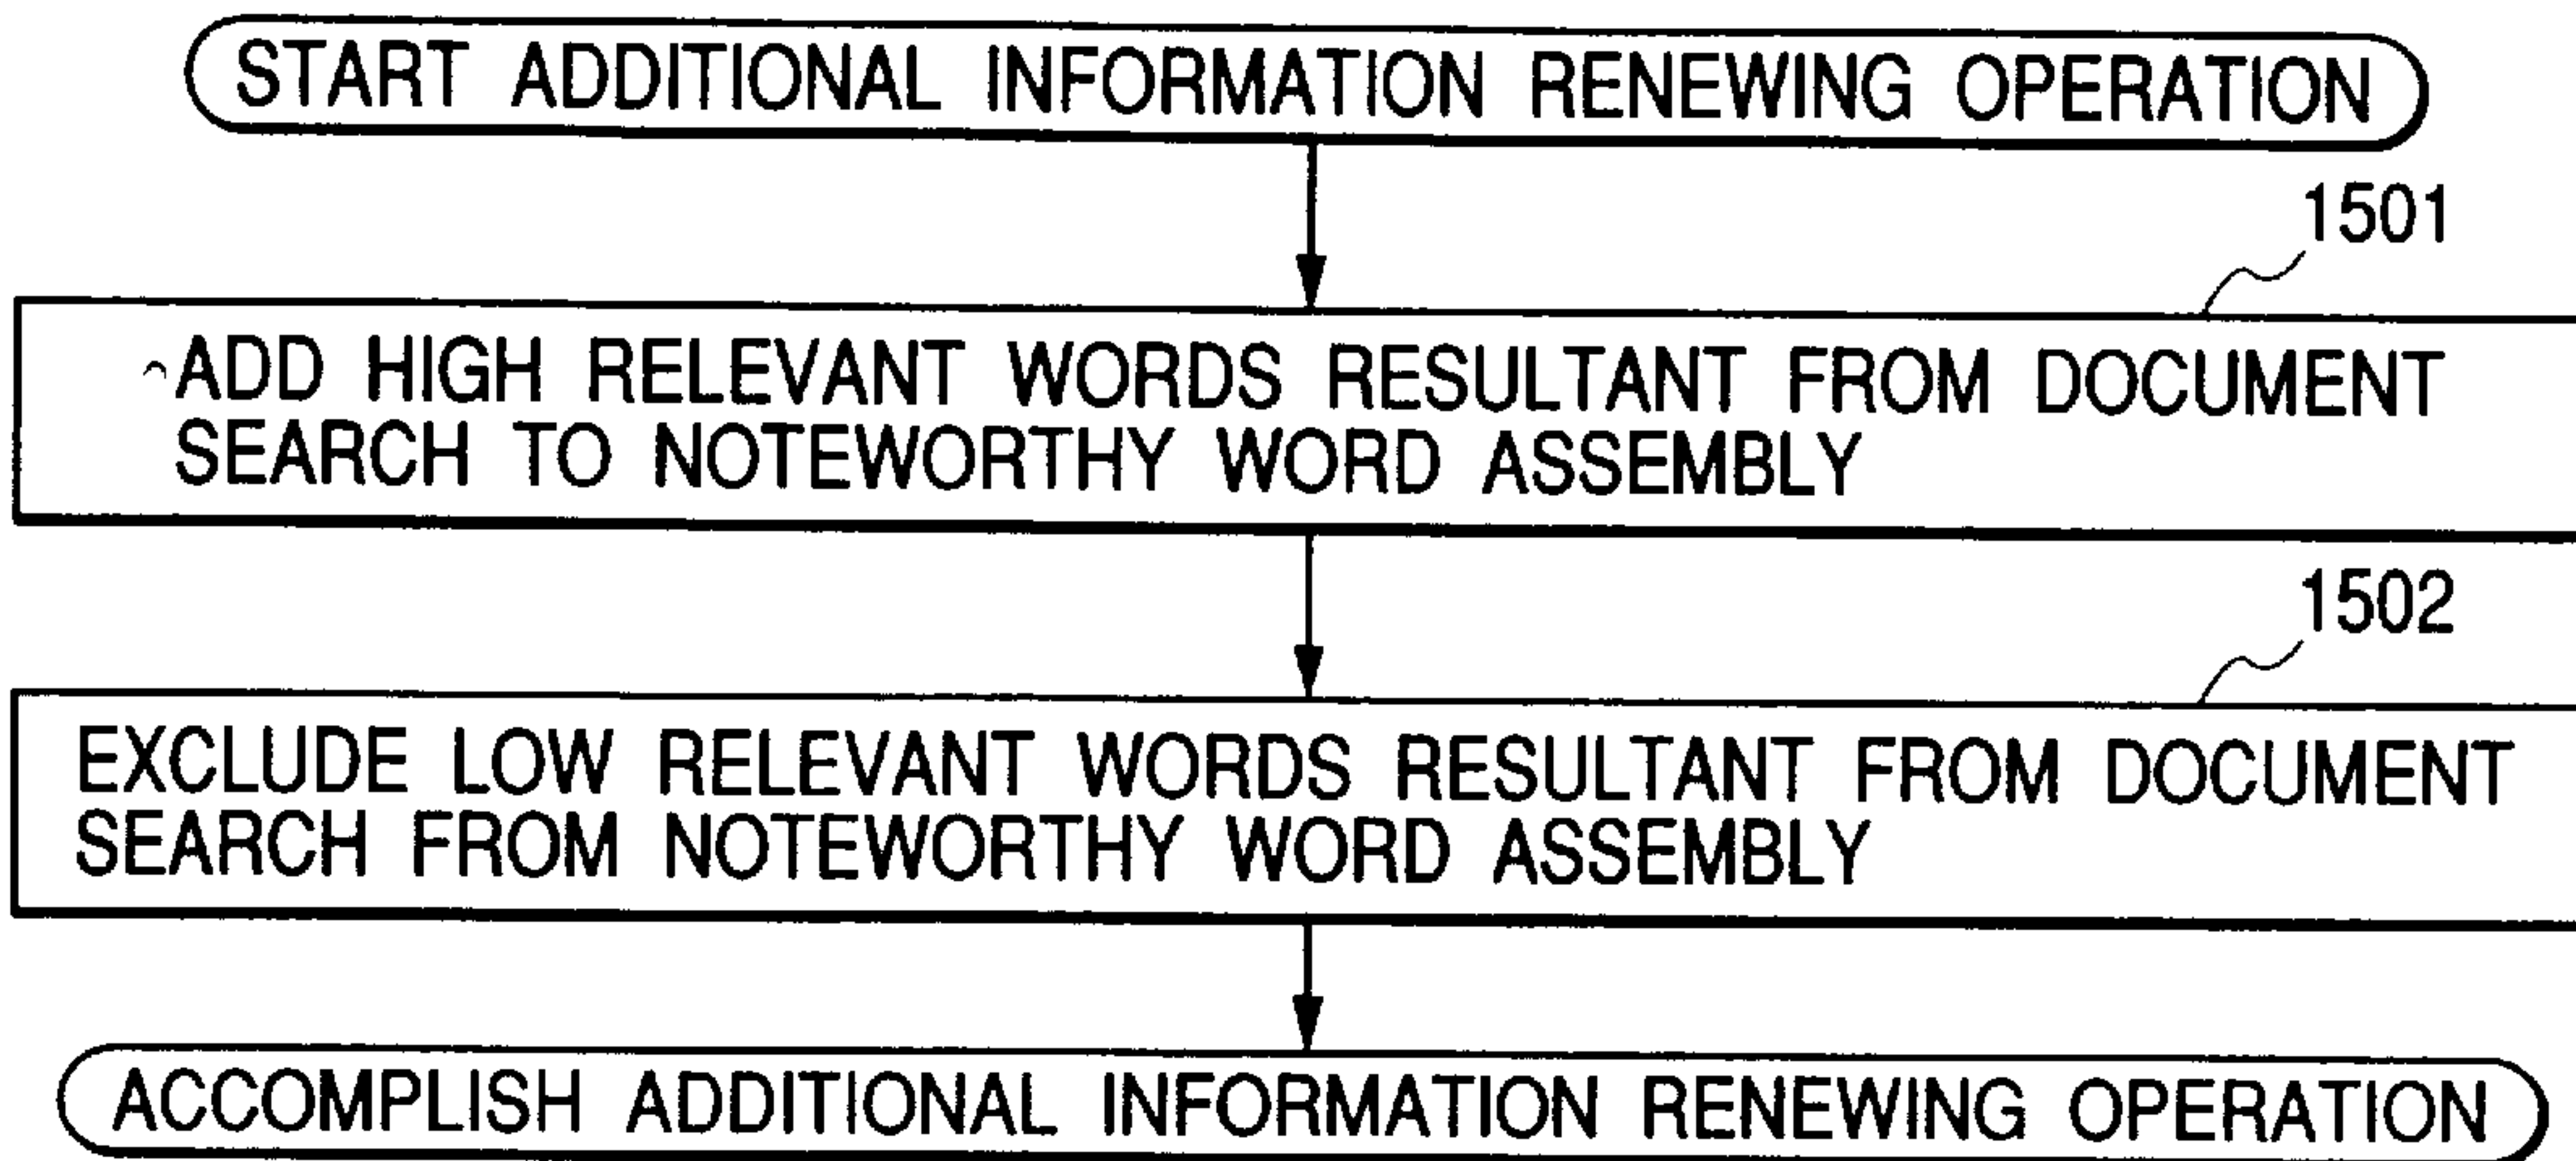 START ADDITIONAL INFORMATION RENEWING OPERATION
1501
ADD HIGH RELEVANT WORDS RESULTANT FROM DOCUMENT
SEARCH TO NOTEWORTHY WORD ASSEMBLY
1502
EXCLUDE LOW RELEVANT WORDS RESULTANT FROM DOCUMENT
SEARCH FROM NOTEWORTHY WORD ASSEMBLY
ACCOMPLISH ADDITIONAL INFORMATION RENEWING OPERATION